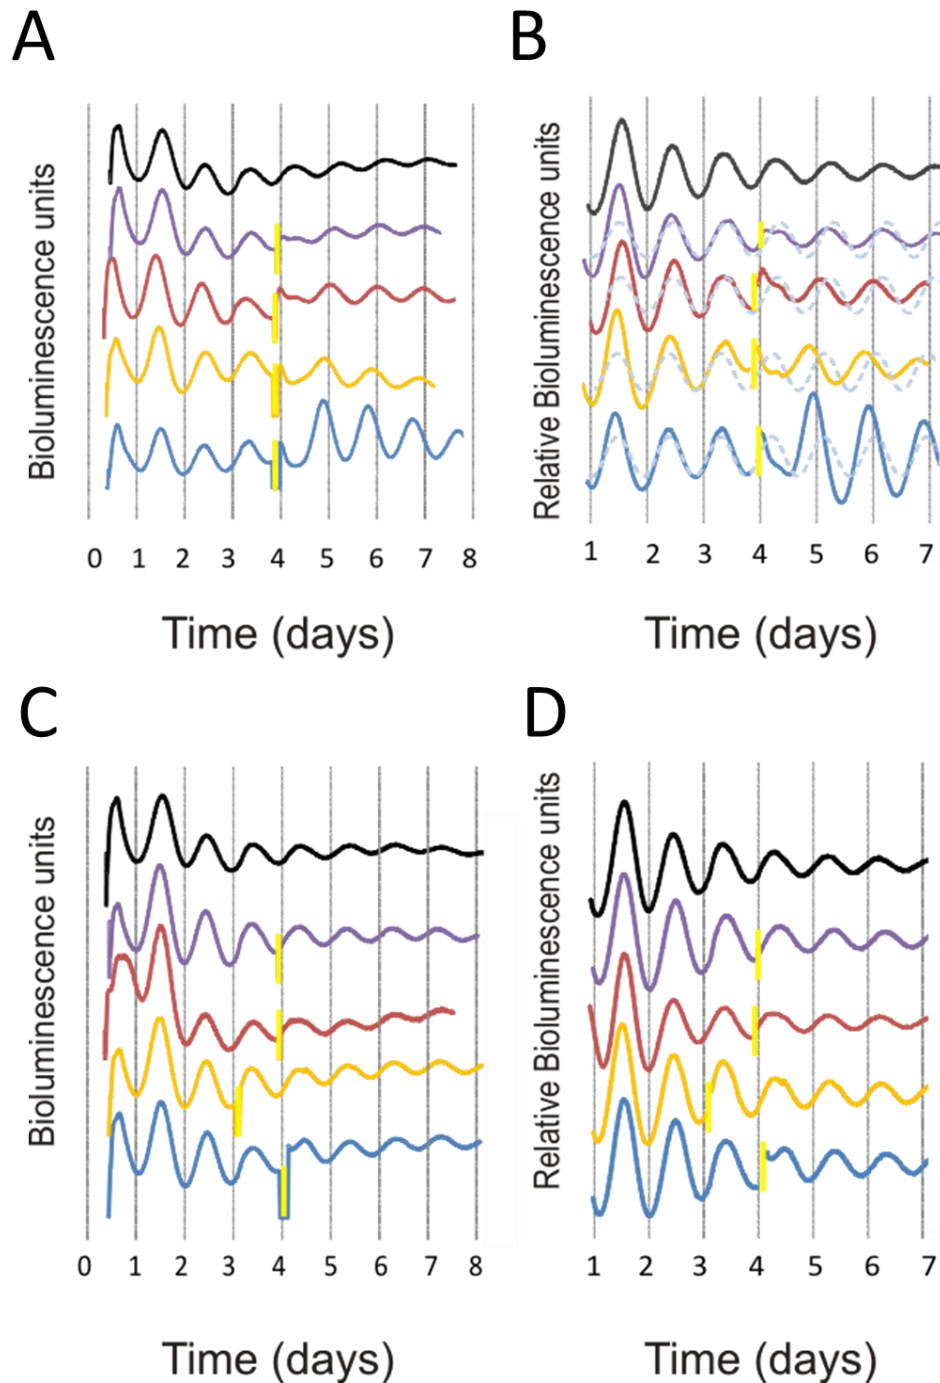 A
B
Bioluminescence units
Relative Bioluminescence units
0 1 2 3 4 5 6 7 8
1 2 3 4 5 6 7
Time (days)
Time (days)
C
D
Bioluminescence units
Relative Bioluminescence units
0 1 2 3 4 5 6 7 8
1 2 3 4 5 6 7
Time (days)
Time (days)